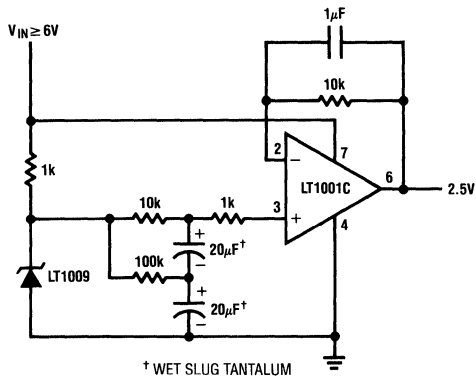 1µF
V_IN ≥ 6V
10k
2
−
7
1k
LT1001C
6
2.5V
10k
1k
3
+
4
+
20µF†
−
LT1009
100k
+
20µF†
−
† WET SLUG TANTALUM